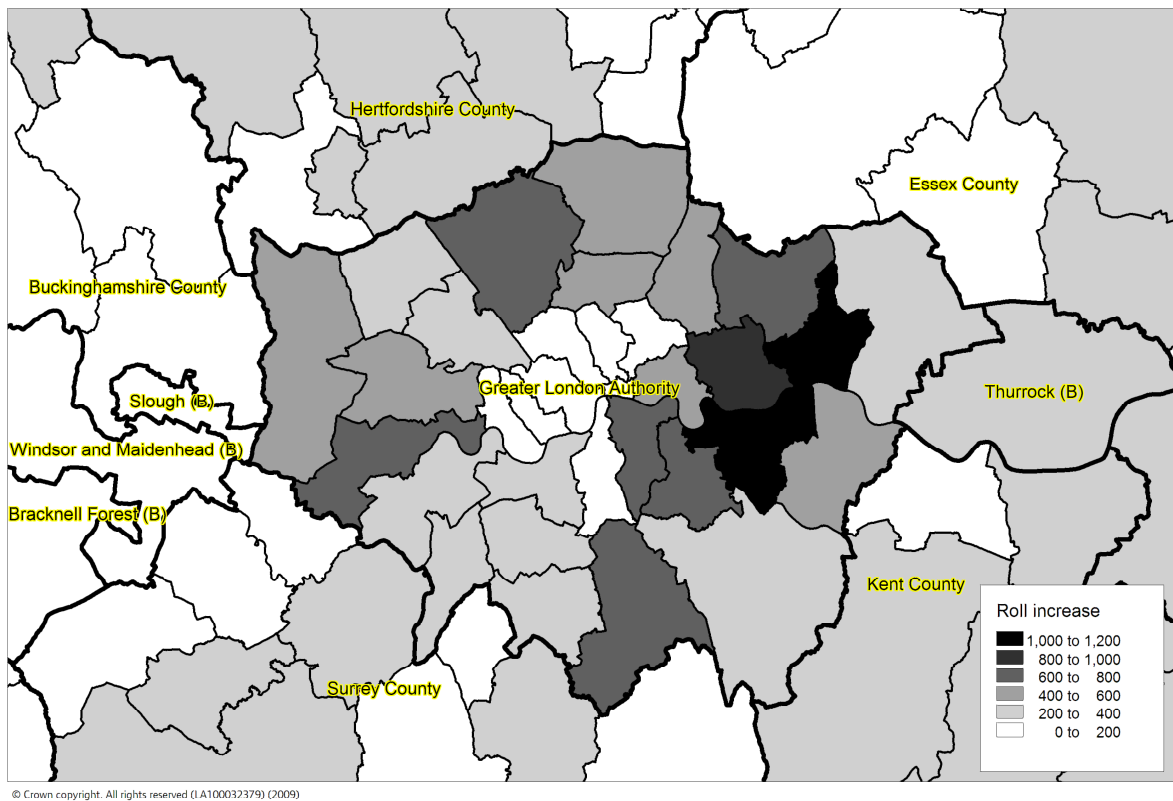 Hertfordshire County
Essex County
Buckinghamshire County
Greater London Authority
Thurrock (B)
Slough (B)
Windsor and Maidenhead (B)
Bracknell Forest (B)
Kent County
Surrey County
Roll increase
1,000 to 1,200
800 to 1,000
600 to 800
400 to 600
200 to 400
0 to 200
© Crown copyright. All rights reserved (LA100032379) (2009)